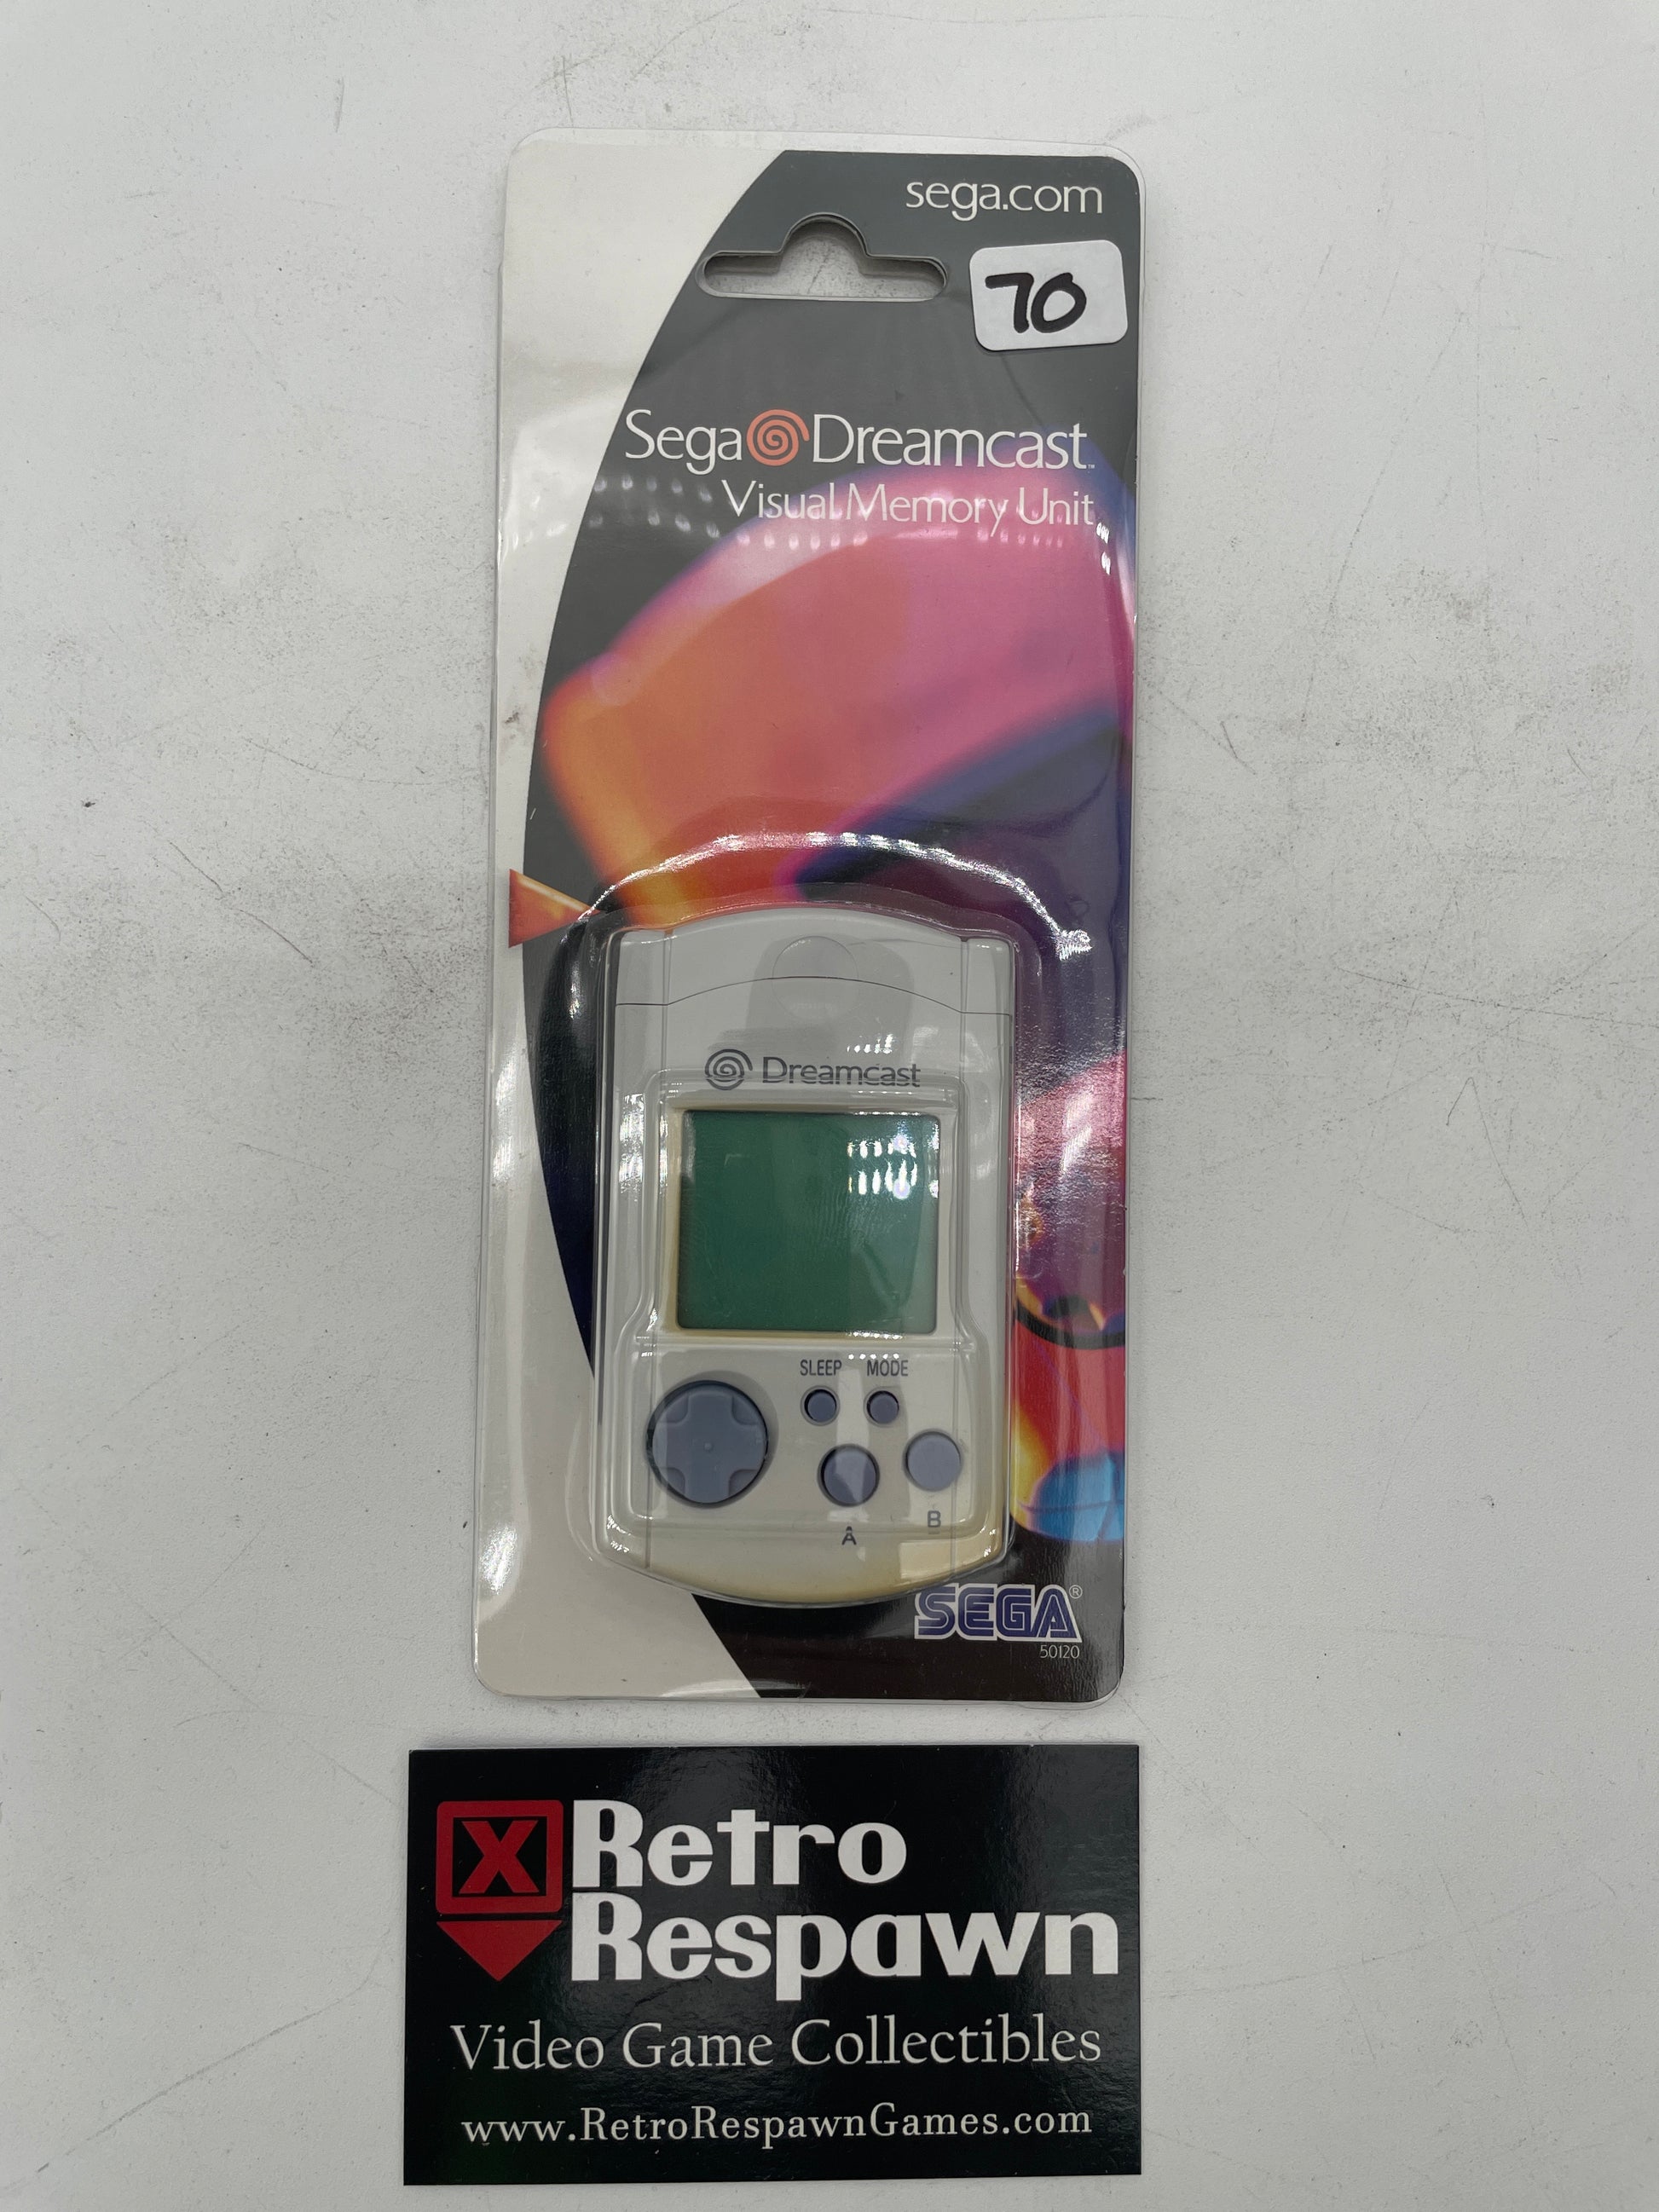 sega.com
70
Sega Dreamcast™
Visual Memory Unit
Dreamcast
SLEEP MODE
A
B
SEGA®
50120
X Retro
Respawn
Video Game Collectibles
www.RetroRespawnGames.com